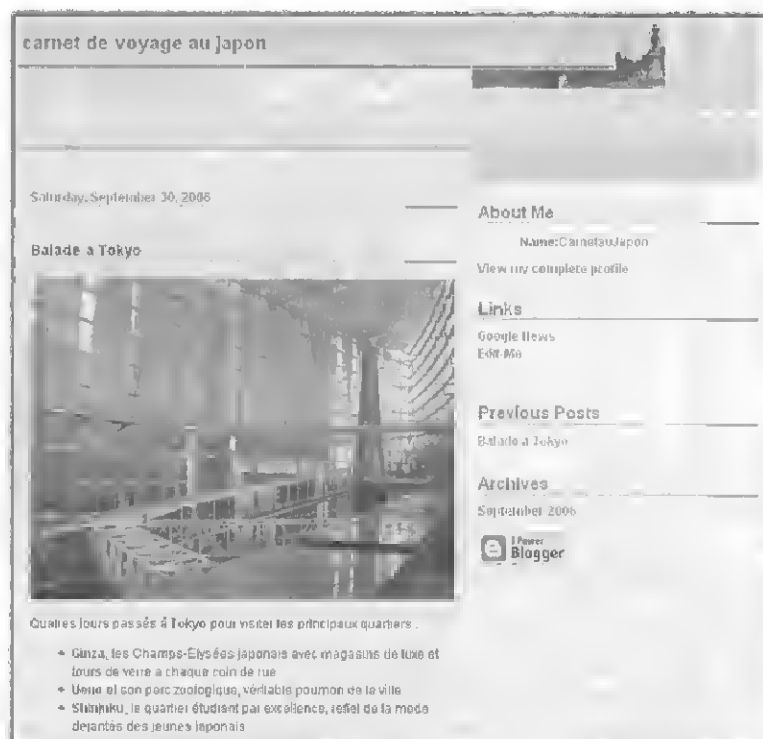 carnet de voyage au Japon
Saturday, September 30, 2006
Balade a Tokyo
Quatres jours passés á Tokyo pour visiter les principaux quartiers :
Ginza, les Champs-Élysées japonais avec magasins de luxe et
tours de verre a chaque coin de rue
Ueno et son parc zoologique, véritable poumon de la ville
Shinjuku, le quartier étudiant par excellence, reflet de la mode
dejantés des jeunes japonais
About Me
Name:CarnetauJapon
View my complete profile
Links
Google News
Edit-Me
Previous Posts
Balade a Tokyo
Archives
September 2006
I Power
Blogger